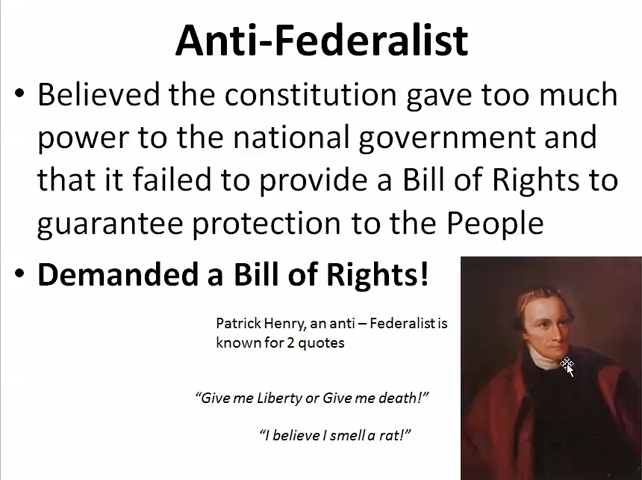 Anti-Federalist
• Believed the constitution gave too much
power to the national government and
that it failed to provide a Bill of Rights to
guarantee protection to the People
• Demanded a Bill of Rights!
Patrick Henry, an anti – Federalist is
known for 2 quotes
“Give me Liberty or Give me death!”
“I believe I smell a rat!”